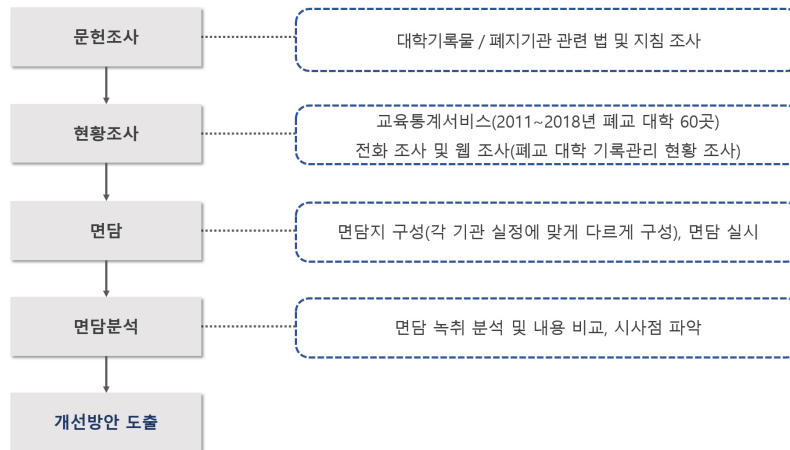 문헌조사
대학기록물 / 폐지기관 관련 법 및 지침 조사
현황조사
교육통계서비스(2011~2018년 폐교 대학 60곳)
전화 조사 및 웹 조사(폐교 대학 기록관리 현황 조사)
면담
면담지 구성(각 기관 실정에 맞게 다르게 구성), 면담 실시
면담분석
면담 녹취 분석 및 내용 비교, 시사점 파악
개선방안 도출